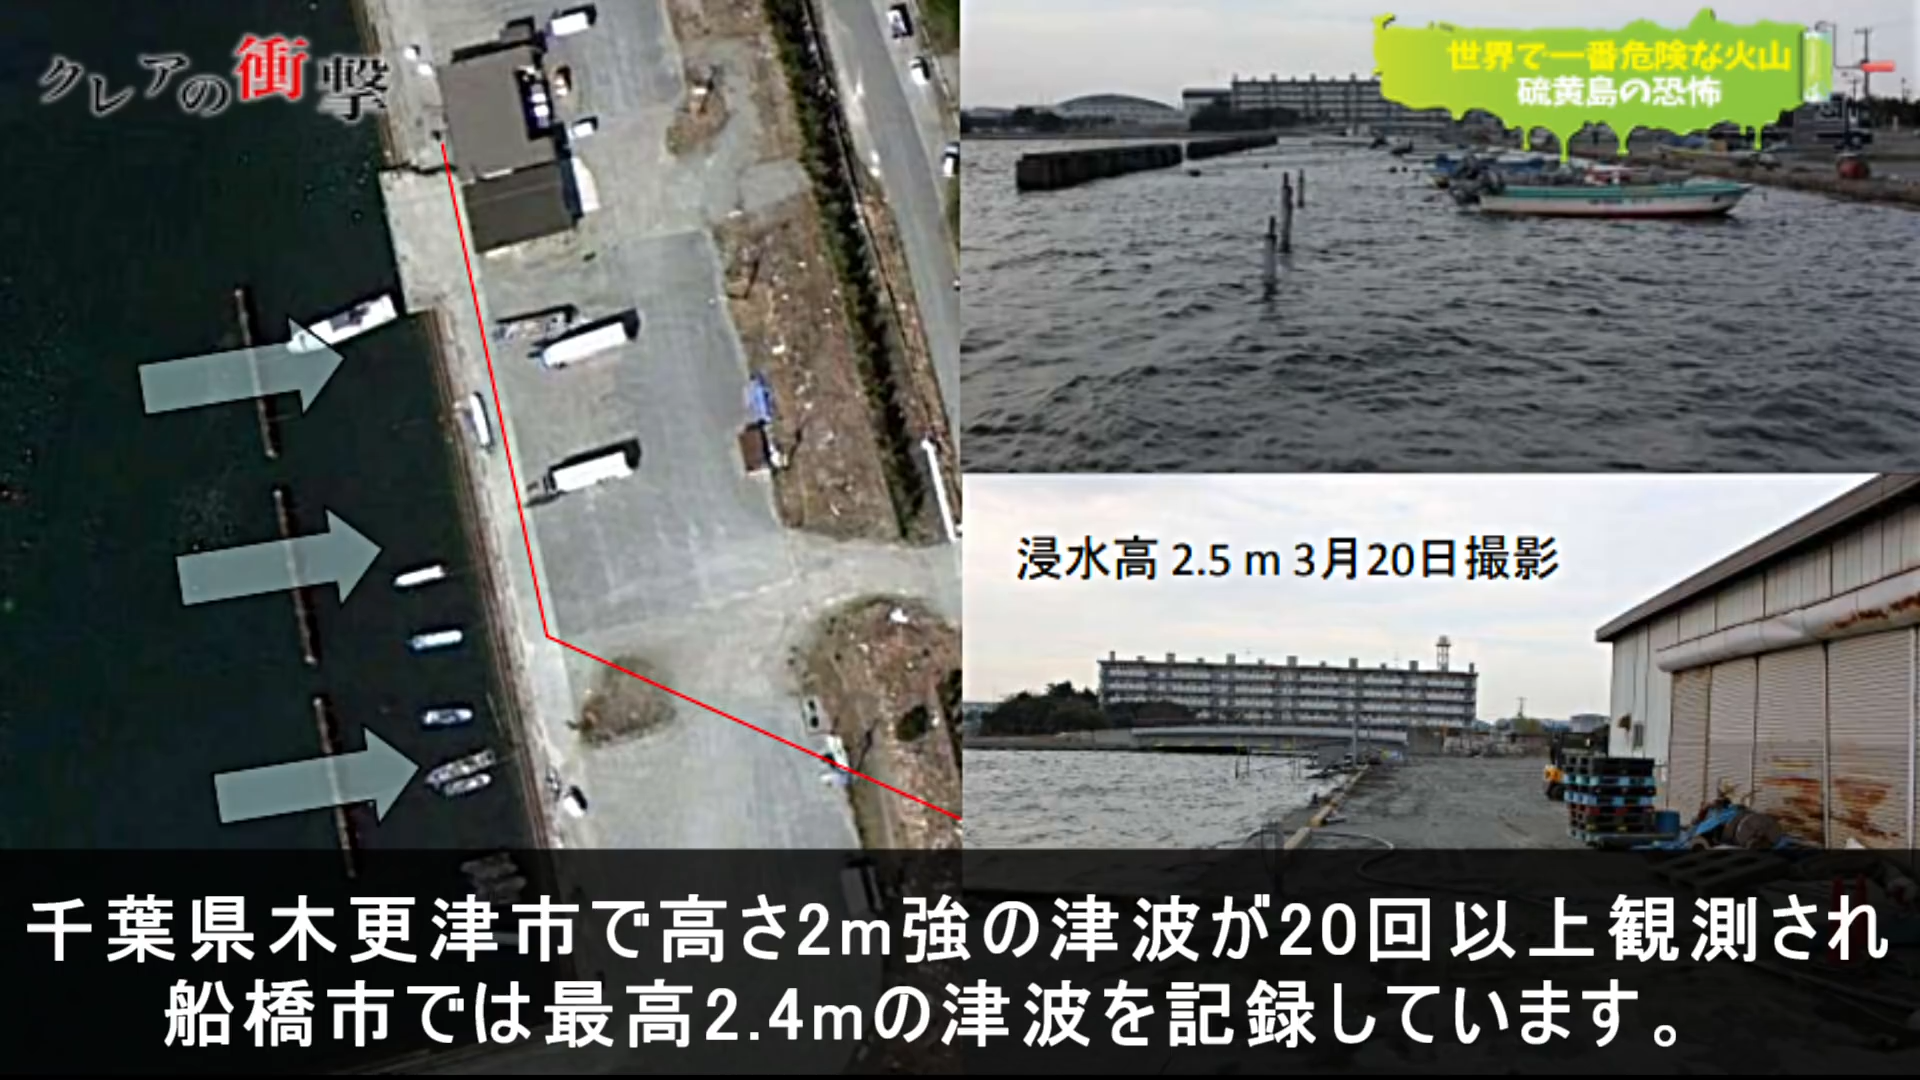 クレアの衝撃
世界で一番危険な火山
硫黄島の恐怖
浸水高 2.5 m 3月20日撮影
千葉県木更津市で高さ2m強の津波が20回以上観測され
船橋市では最高2.4mの津波を記録しています。